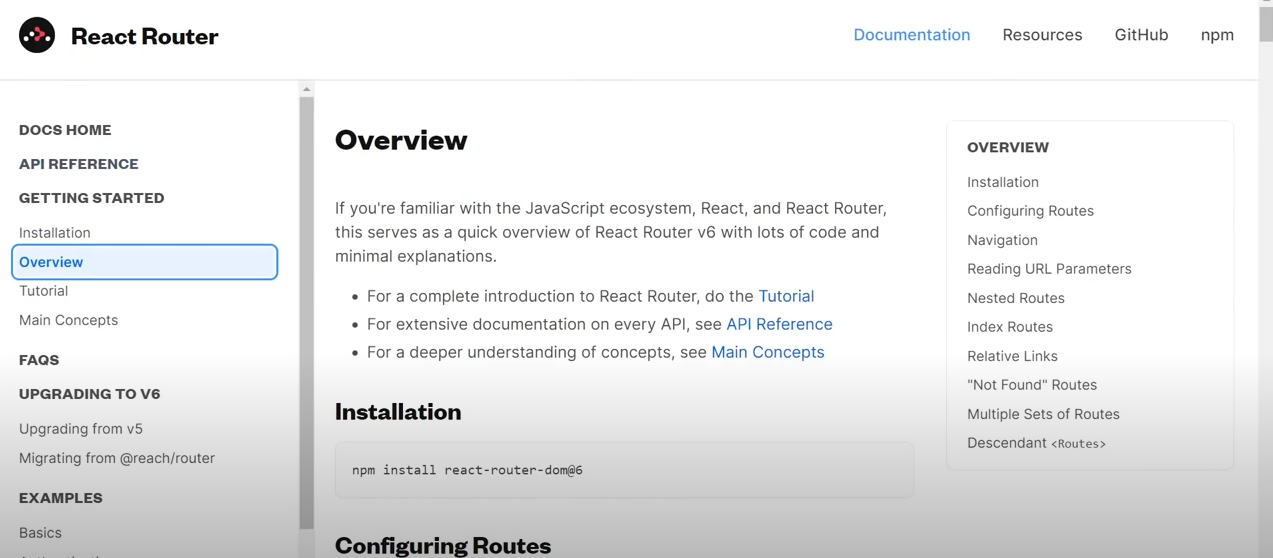 React Router
Documentation
Resources
GitHub
npm
DOCS HOME
API REFERENCE
GETTING STARTED
Installation
Overview
Tutorial
Main Concepts
FAQS
UPGRADING TO V6
Upgrading from v5
Migrating from @reach/router
EXAMPLES
Basics
Overview
If you're familiar with the JavaScript ecosystem, React, and React Router,
this serves as a quick overview of React Router v6 with lots of code and
minimal explanations.
• For a complete introduction to React Router, do the Tutorial
• For extensive documentation on every API, see API Reference
• For a deeper understanding of concepts, see Main Concepts
Installation
npm install react-router-dom@6
Configuring Routes
OVERVIEW
Installation
Configuring Routes
Navigation
Reading URL Parameters
Nested Routes
Index Routes
Relative Links
"Not Found" Routes
Multiple Sets of Routes
Descendant <Routes>